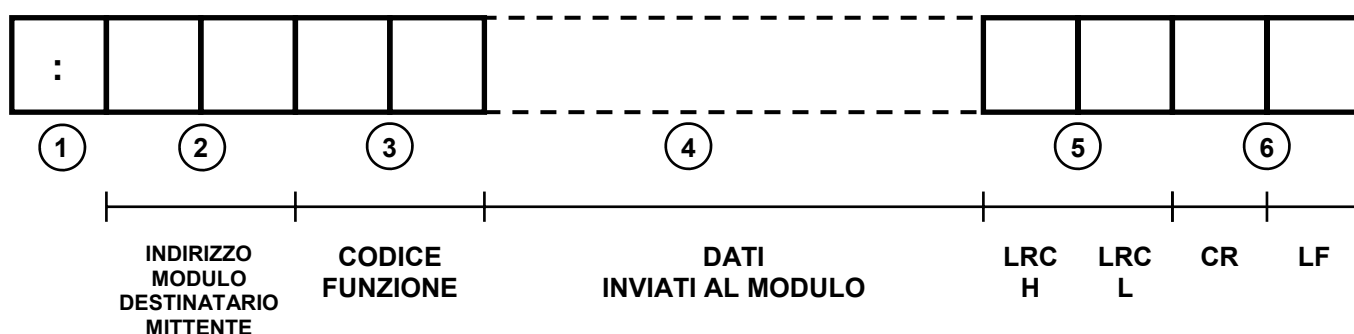 :
1 2 3 4 5 6
INDIRIZZO
MODULO
DESTINATARIO
MITTENTE
CODICE
FUNZIONE
DATI
INVIATI AL MODULO
LRC
H
LRC
L
CR
LF